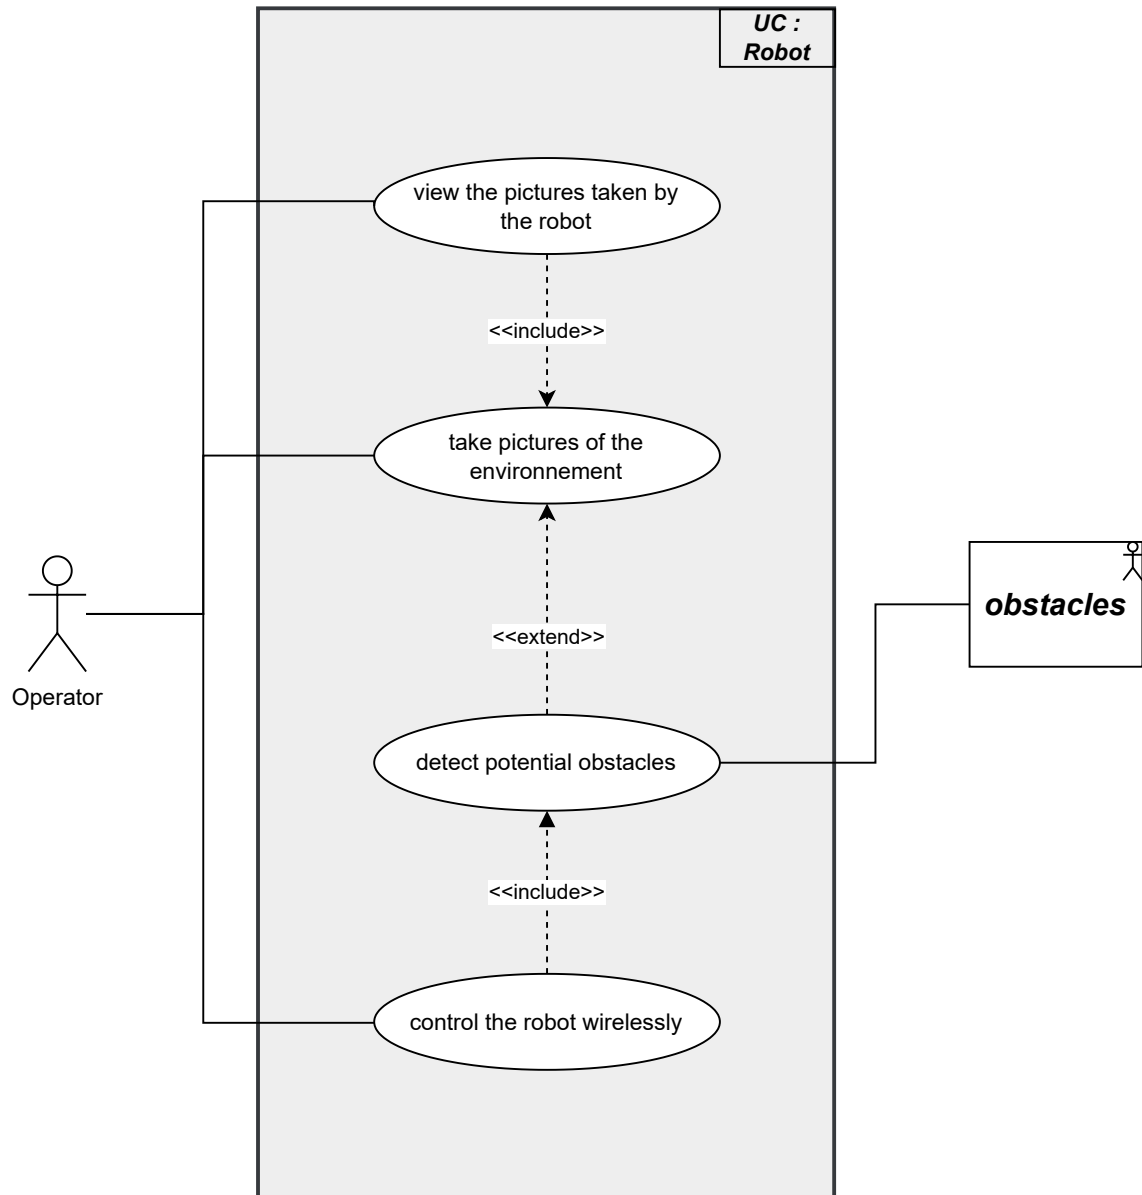 UC :
Robot
view the pictures taken by
the robot
<<include>>
take pictures of the
environnement
<<extend>>
obstacles
Operator
detect potential obstacles
<<include>>
control the robot wirelessly